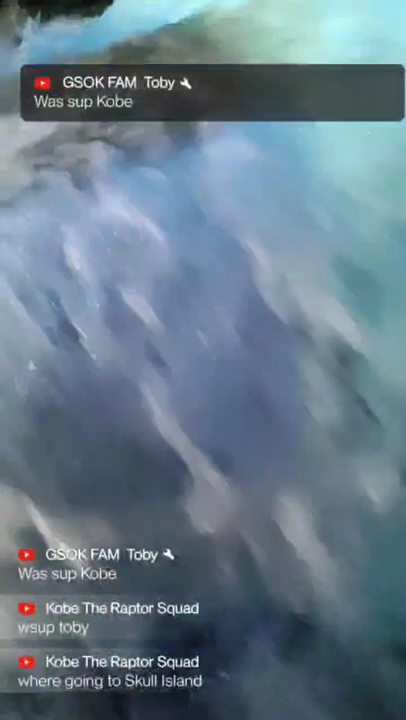 GSOK FAM Toby
Was sup Kobe
GSOK FAM Toby
Was sup Kobe
Kobe The Raptor Squad
wsup toby
Kobe The Raptor Squad
where going to Skull Island